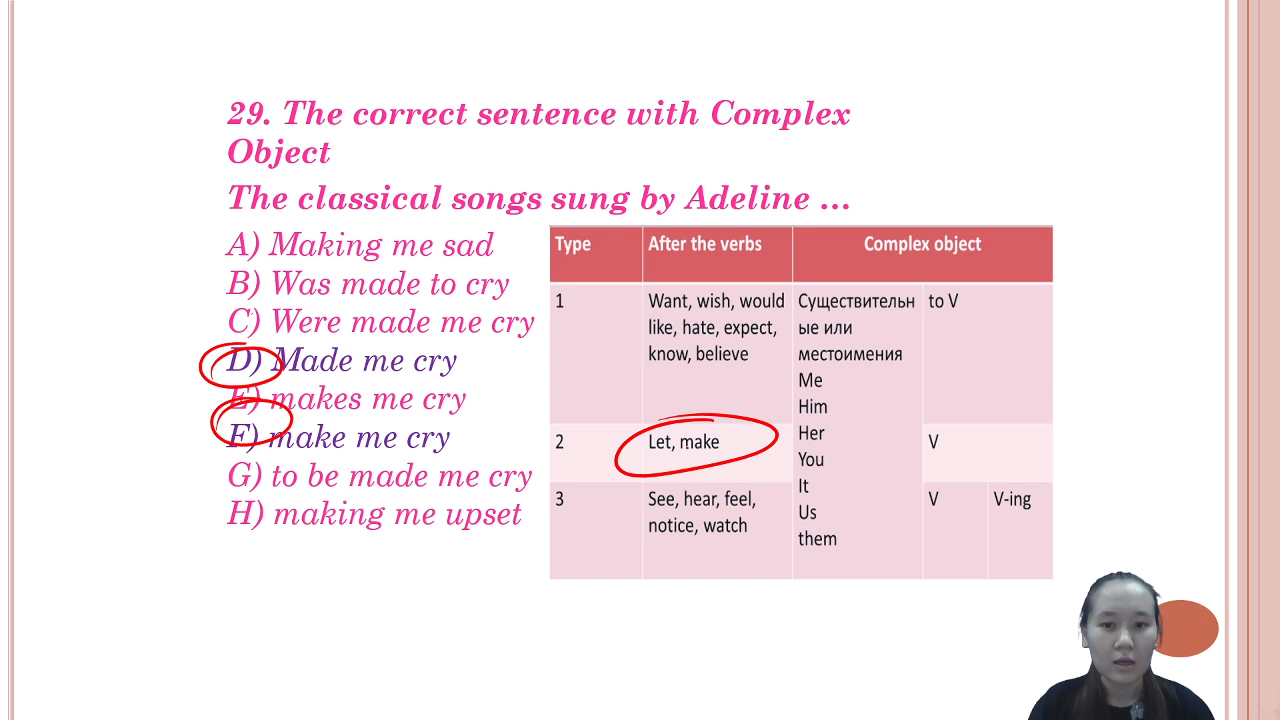 29. The correct sentence with Complex
Object
The classical songs sung by Adeline …
A) Making me sad
B) Was made to cry
C) Were made me cry
D) Made me cry
E) makes me cry
F) make me cry
G) to be made me cry
H) making me upset
Type After the verbs Complex object
1 Want, wish, would
like, hate, expect,
know, believe
Существительн
ые или
местоимения
Me
Him
Her
You
It
Us
them
to V
2 Let, make V
3 See, hear, feel,
notice, watch
V V-ing